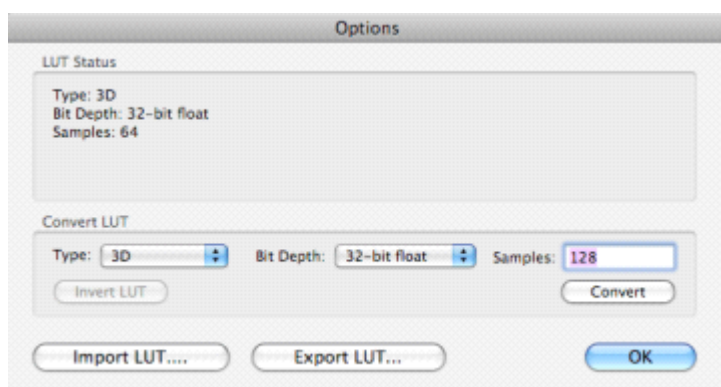 Options
LUT Status
Type: 3D
Bit Depth: 32-bit float
Samples: 64
Convert LUT
Type: 3D Bit Depth: 32-bit float Samples: 128
Invert LUT Convert
Import LUT.... Export LUT... OK